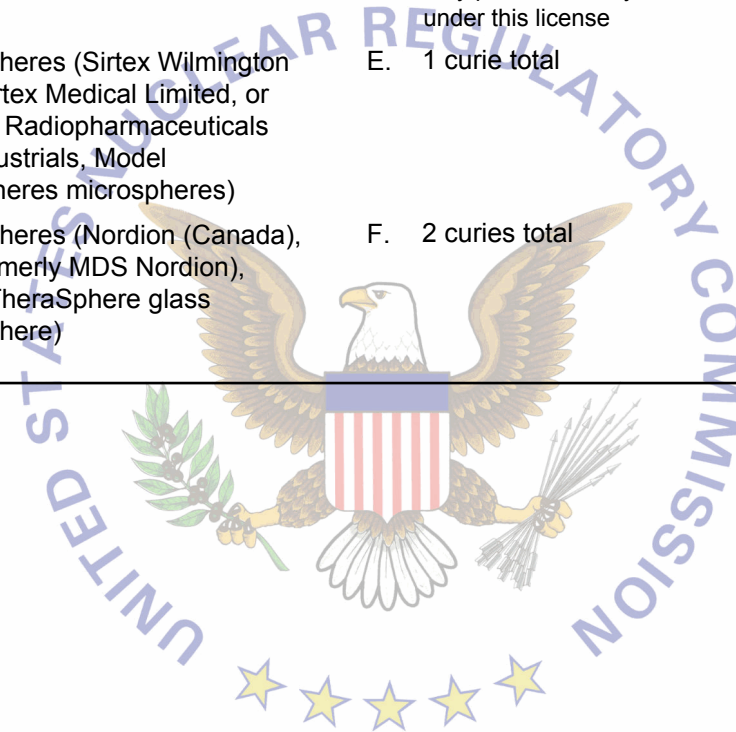 under this license
heres (Sirtex Wilmington
E. 1 curie total
rtex Medical Limited, or
Radiopharmaceuticals
ustrials, Model
heres microspheres)
heres (Nordion (Canada),
F. 2 curies total
merly MDS Nordion),
TheraSphere glass
here)
UNITED STATES NUCLEAR REGULATORY COMMISSION